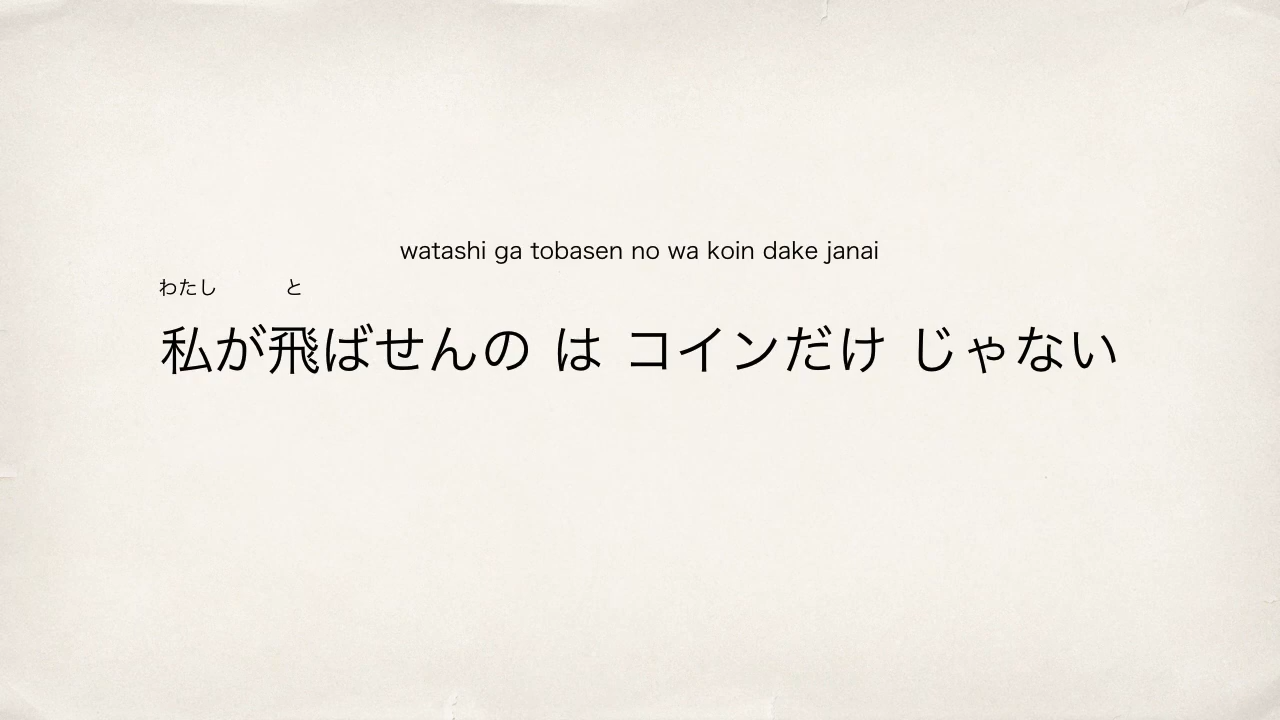 watashi ga tobasen no wa koin dake janai
わたし と
私が飛ばせんの は コインだけ じゃない